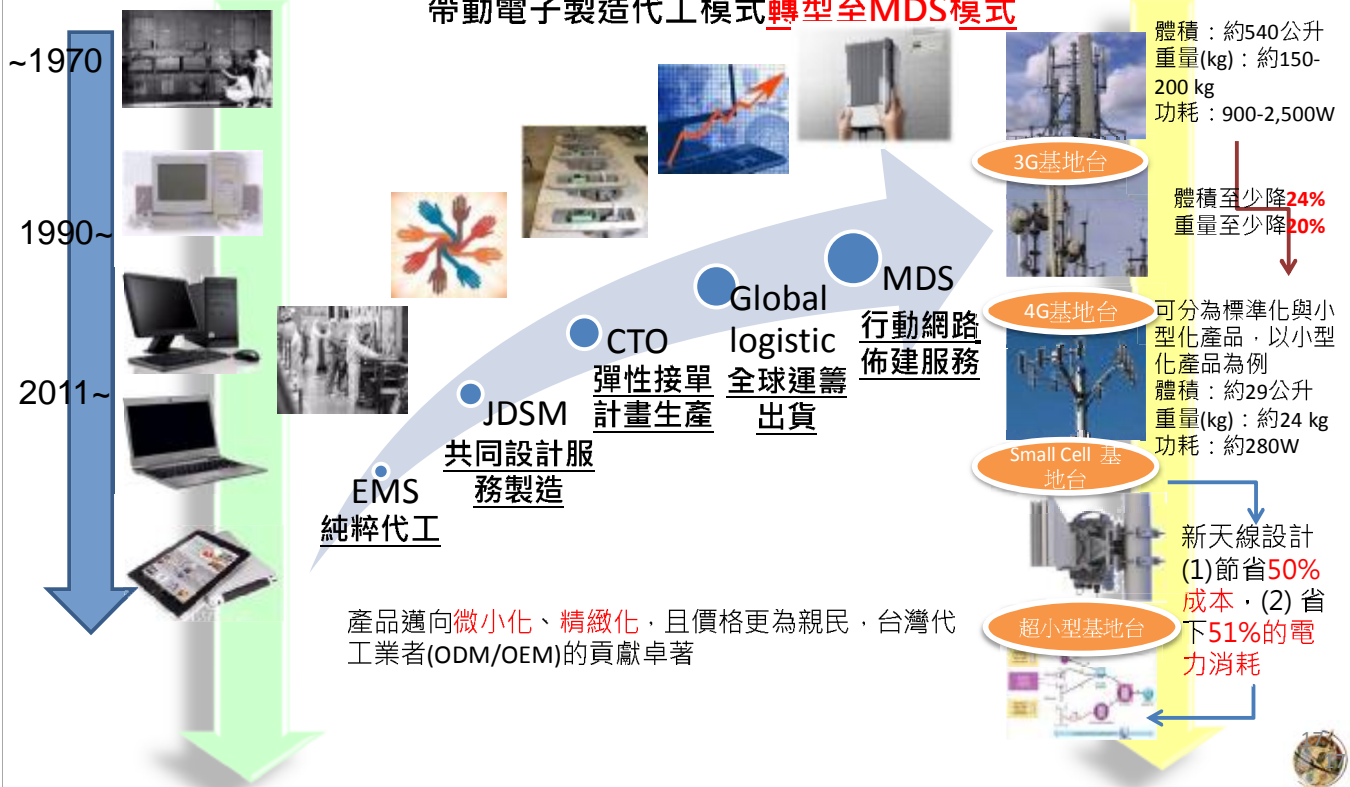 帶動電子製造代工模式轉型至MDS模式
~1970
1990~
2011~
EMS
純粹代工
JDSM
共同設計服
務製造
CTO
彈性接單
計畫生產
Global
logistic
全球運籌
出貨
MDS
行動網路
佈建服務
產品邁向微小化、精緻化，且價格更為親民，台灣代
工業者(ODM/OEM)的貢獻卓著
3G基地台
4G基地台
Small Cell 基
地台
超小型基地台
體積：約540公升
重量(kg)：約150-
200 kg
功耗：900-2,500W
體積至少降24%
重量至少降20%
可分為標準化與小
型化產品，以小型
化產品為例
體積：約29公升
重量(kg)：約24 kg
功耗：約280W
新天線設計
(1)節省50%
成本，(2) 省
下51%的電
力消耗